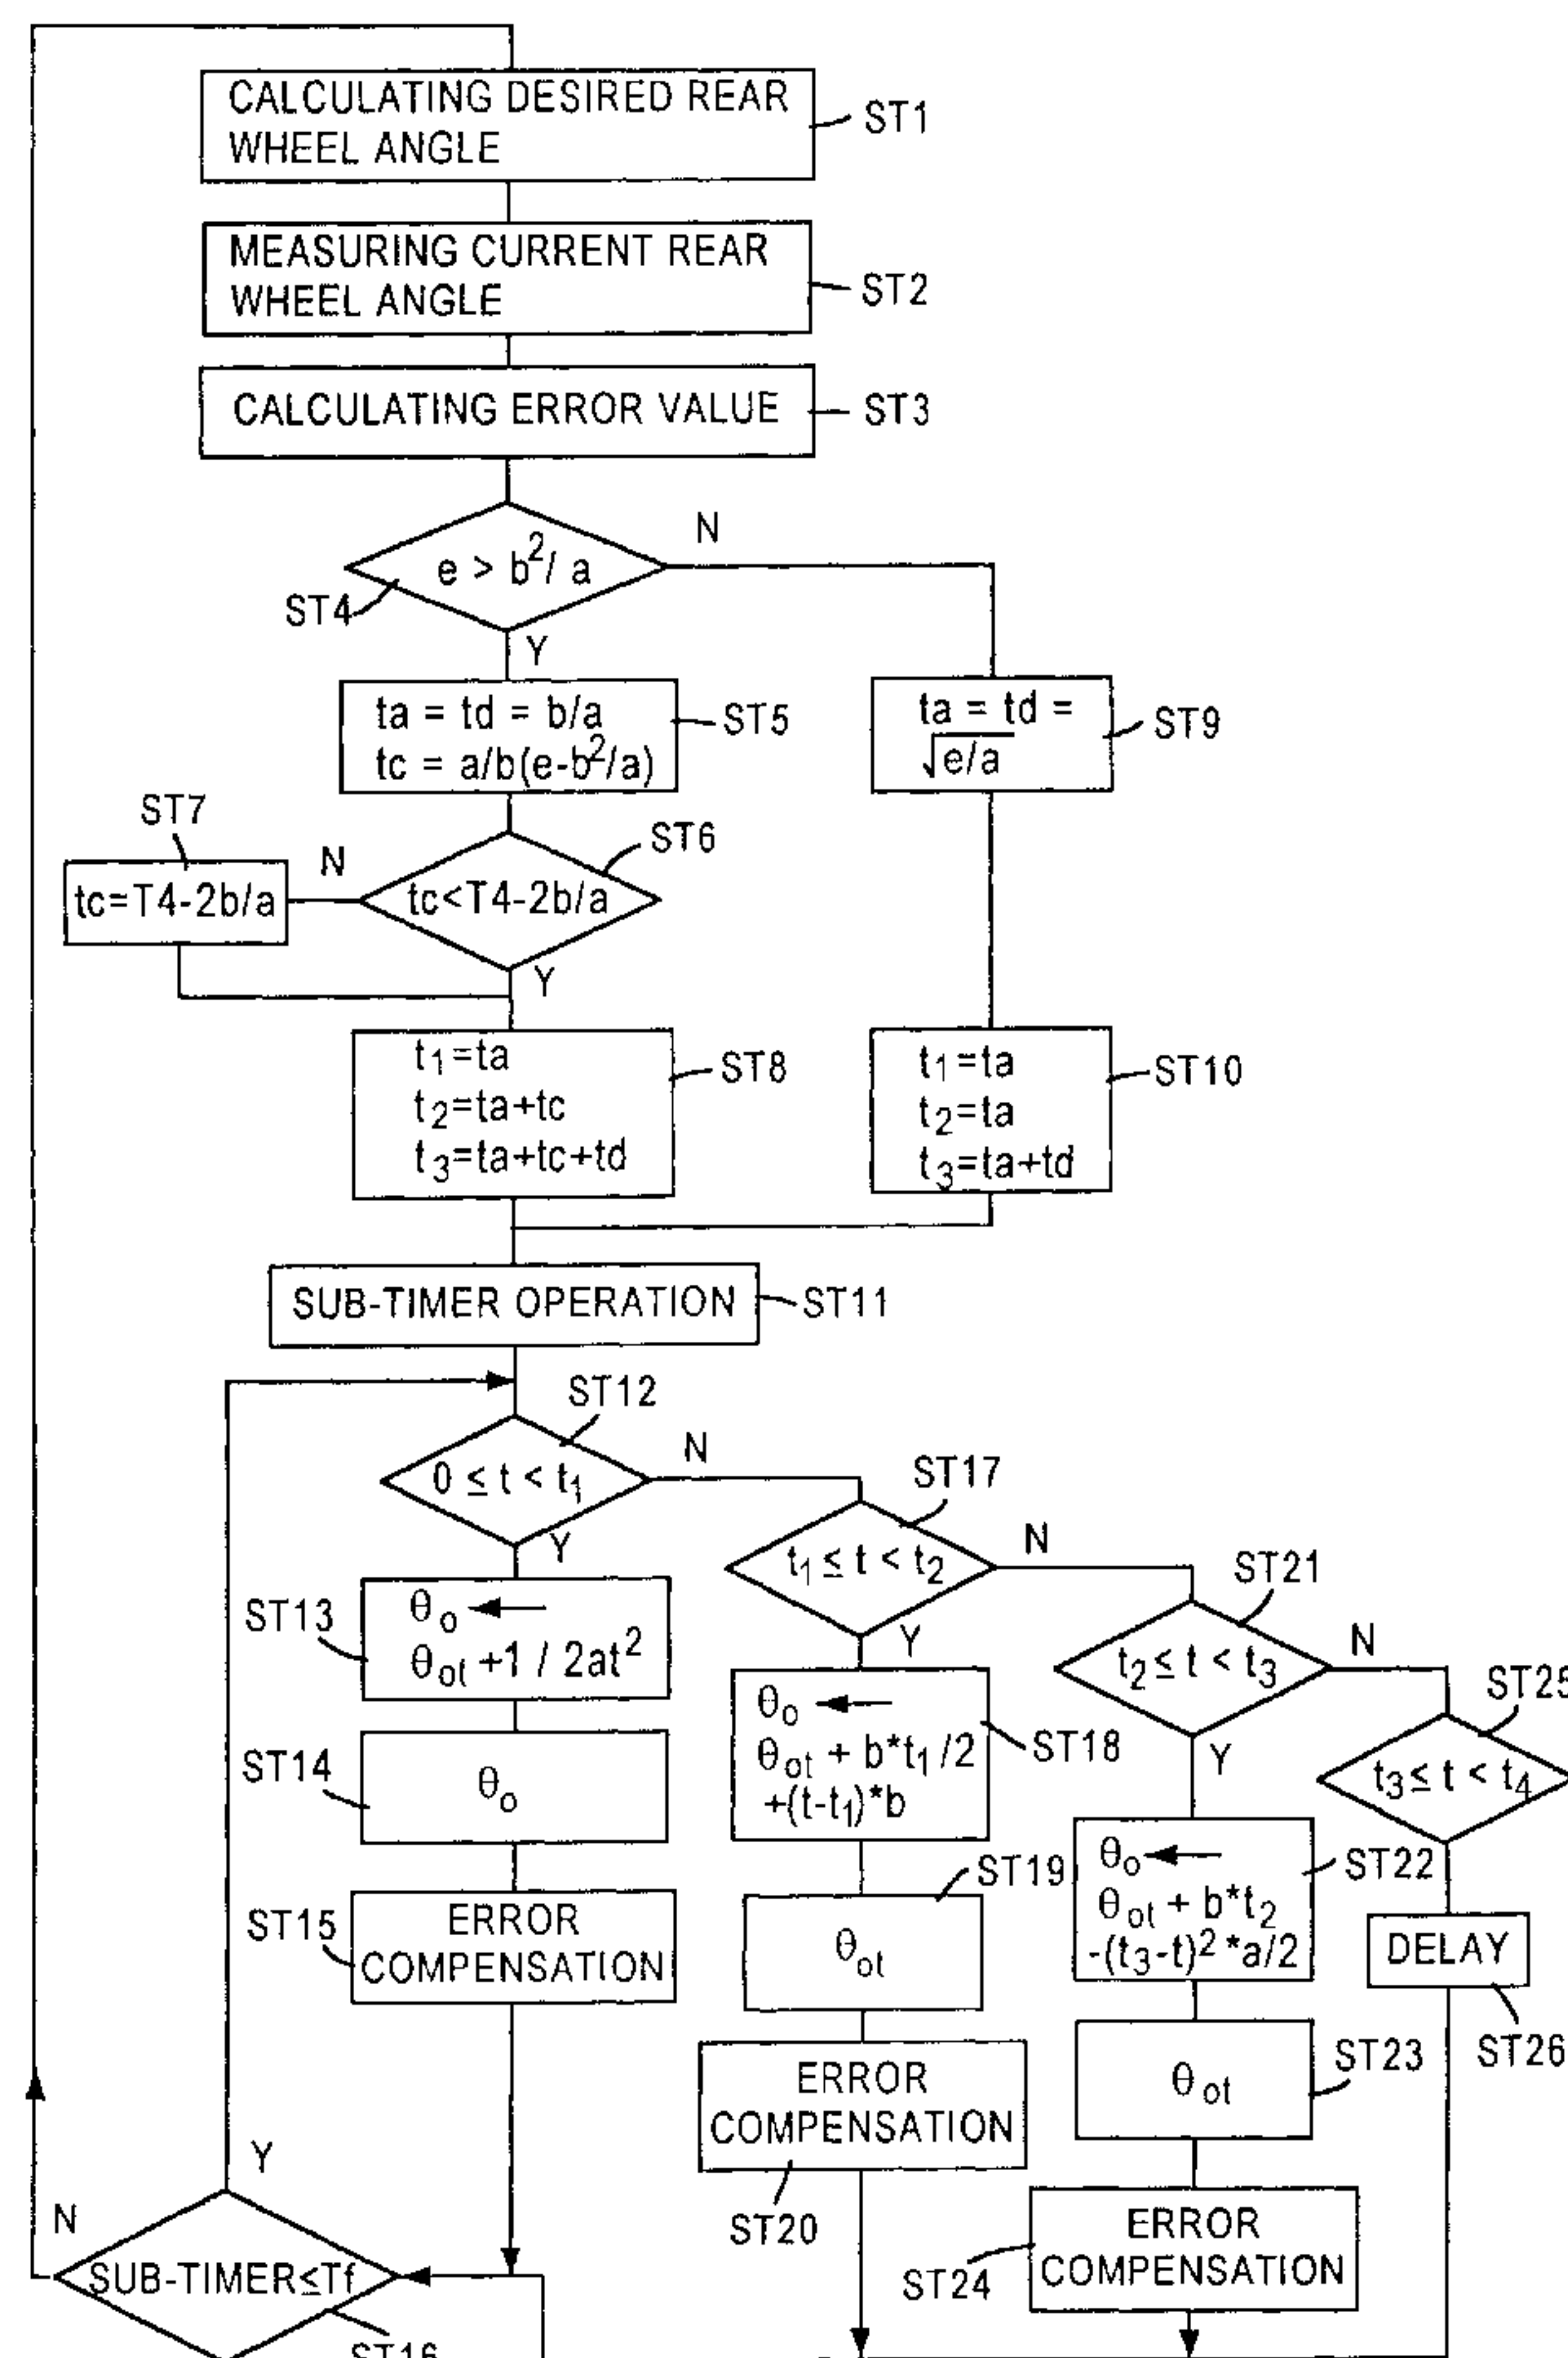 CALCULATING DESIRED REAR
WHEEL ANGLE
ST1
MEASURING CURRENT REAR
WHEEL ANGLE
ST2
CALCULATING ERROR VALUE
ST3
e > b²/ a
N
ST4
Y
ta = td = b/a
tc = a/b(e-b²/a)
ST5
ta = td =
√e/a
ST9
ST7
tc=T4-2b/a
N
tc<T4-2b/a
ST6
Y
t₁=ta
t₂=ta+tc
t₃=ta+tc+td
ST8
t₁=ta
t₂=ta
t₃=ta+td
ST10
SUB-TIMER OPERATION
ST11
ST12
0 ≤ t < t₁
N
Y
ST13
θₒ ←
θₒₜ +1 / 2at²
ST14
θₒ
ST15
ERROR
COMPENSATION
ST17
t₁ ≤ t < t₂
N
Y
θₒ ←
θₒₜ + b*t₁ /2
+(t-t₁)*b
ST18
ST19
θₒₜ
ERROR
COMPENSATION
ST20
ST21
t₂ ≤ t < t₃
N
Y
θₒ ←
θₒₜ + b*t₂
-(t₃-t)² *a/2
ST22
θₒₜ
ST23
ERROR
COMPENSATION
ST24
ST25
t₃ ≤ t < t₄
DELAY
ST26
Y
N
SUB-TIMER≤Tf
ST16